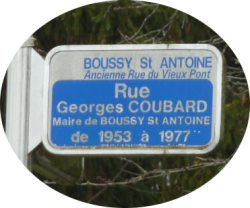 BOUSSY St ANTOINE
Ancienne Rue du Vieux Pont
Rue
Georges COUBARD
Maire de BOUSSY St ANTOINE
de 1953 à 1977